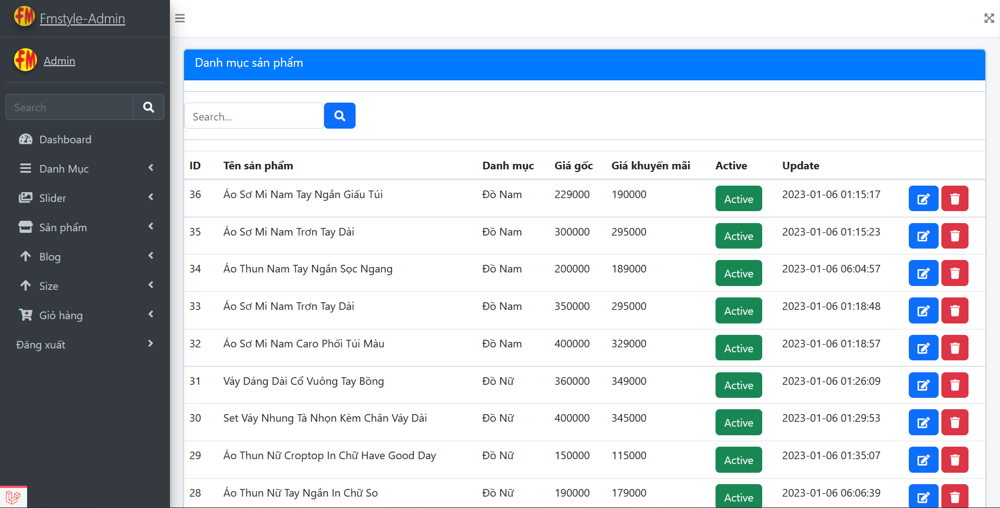 FM Fmstyle-Admin
FM Admin
Search
Dashboard
Danh Mục
Slider
Sản phẩm
Blog
Size
Giỏ hàng
Đăng xuất
Danh mục sản phẩm
Search...
ID Tên sản phẩm Danh mục Giá gốc Giá khuyến mãi Active Update
36 Áo Sơ Mi Nam Tay Ngắn Giấu Túi Đồ Nam 229000 190000 Active 2023-01-06 01:15:17
35 Áo Sơ Mi Nam Trơn Tay Dài Đồ Nam 300000 295000 Active 2023-01-06 01:15:23
34 Áo Thun Nam Tay Ngắn Sọc Ngang Đồ Nam 200000 189000 Active 2023-01-06 06:04:57
33 Áo Sơ Mi Nam Trơn Tay Dài Đồ Nam 350000 295000 Active 2023-01-06 01:18:48
32 Áo Sơ Mi Nam Caro Phối Túi Màu Đồ Nam 400000 329000 Active 2023-01-06 01:18:57
31 Váy Dáng Dài Cổ Vuông Tay Bồng Đồ Nữ 360000 349000 Active 2023-01-06 01:26:09
30 Set Váy Nhung Tà Nhọn Kèm Chân Váy Dài Đồ Nữ 400000 345000 Active 2023-01-06 01:29:53
29 Áo Thun Nữ Croptop In Chữ Have Good Day Đồ Nữ 150000 115000 Active 2023-01-06 01:35:07
28 Áo Thun Nữ Tay Ngắn In Chữ So Đồ Nữ 190000 179000 Active 2023-01-06 06:06:39